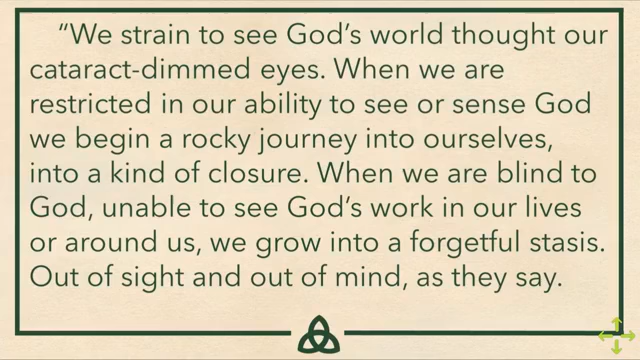 “We strain to see God’s world thought our
cataract-dimmed eyes. When we are
restricted in our ability to see or sense God
we begin a rocky journey into ourselves,
into a kind of closure. When we are blind to
God, unable to see God’s work in our lives
or around us, we grow into a forgetful stasis.
Out of sight and out of mind, as they say.